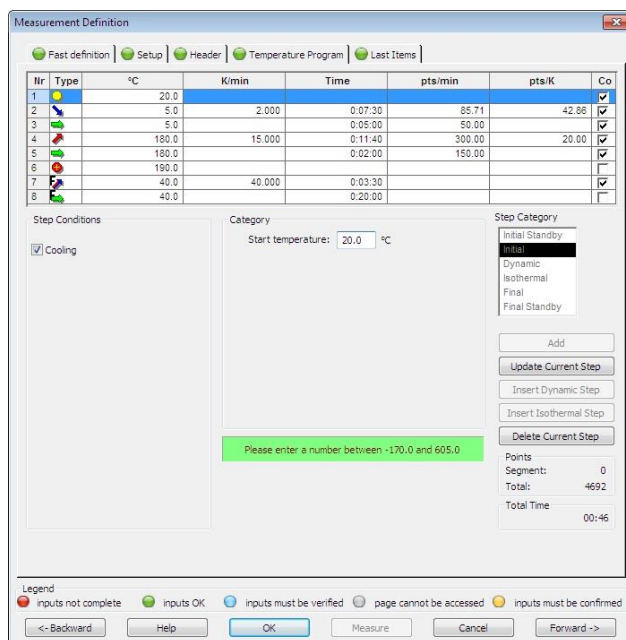 Measurement Definition
Fast definition Setup Header Temperature Program Last Items
Nr Type °C K/min Time pts/min pts/K Co
1 20.0
2 5.0 2.000 0:07:30 85.71 42.86
3 5.0 0:05:00 50.00
4 180.0 15.000 0:11:40 300.00 20.00
5 180.0 0:02:00 150.00
6 190.0
7 F 40.0 40.000 0:03:30
8 F 40.0 0:20:00
Step Conditions
Cooling
Category
Start temperature: 20.0 °C
Please enter a number between -170.0 and 605.0
Step Category
Initial Standby
Initial
Dynamic
Isothermal
Final
Final Standby
Add
Update Current Step
Insert Dynamic Step
Insert Isothermal Step
Delete Current Step
Points
Segment: 0
Total: 4692
Total Time
00:46
Legend
inputs not complete inputs OK inputs must be verified page cannot be accessed inputs must be confirmed
<- Backward Help OK Measure Cancel Forward ->